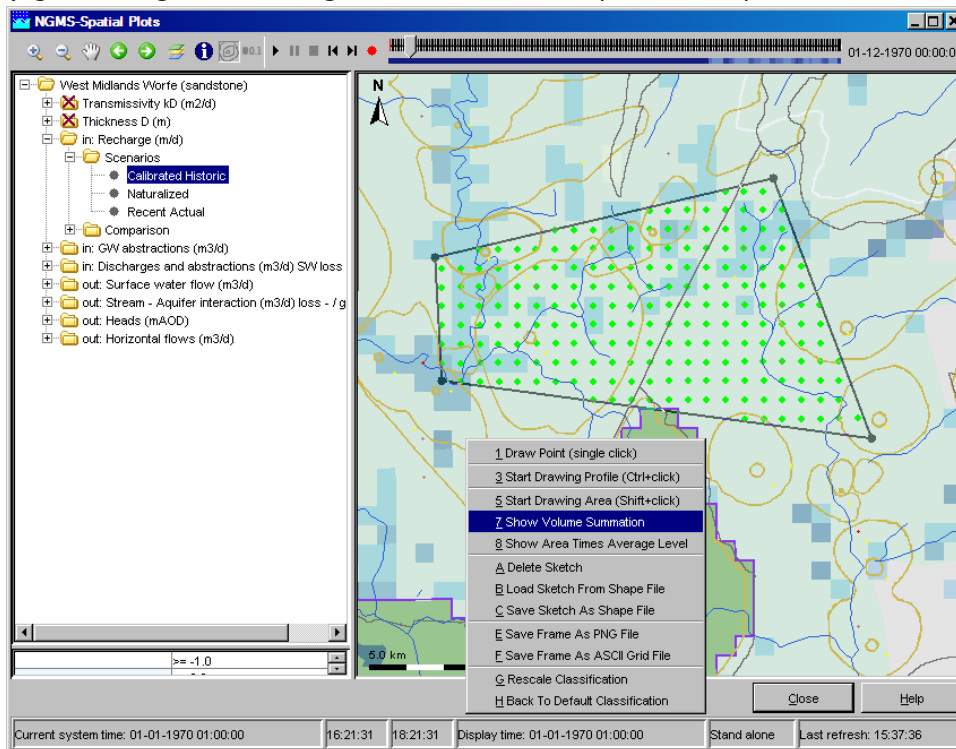 NGMS-Spatial Plots
01-12-1970 00:00:0
West Midlands Worfe (sandstone)
Transmissivity kD (m2/d)
Thickness D (m)
in: Recharge (m/d)
Scenarios
Calibrated Historic
Naturalized
Recent Actual
Comparison
in: GW abstractions (m3/d)
in: Discharges and abstractions (m3/d) SW loss
out: Surface water flow (m3/d)
out: Stream - Aquifer interaction (m3/d) loss - / g
out: Heads (mAOD)
out: Horizontal flows (m3/d)
>= -1.0
N
5.0 km
1 Draw Point (single click)
3 Start Drawing Profile (Ctrl+click)
5 Start Drawing Area (Shift+click)
7 Show Volume Summation
8 Show Area Times Average Level
A Delete Sketch
B Load Sketch From Shape File
C Save Sketch As Shape File
E Save Frame As PNG File
F Save Frame As ASCII Grid File
G Rescale Classification
H Back To Default Classification
Close
Help
Current system time: 01-01-1970 01:00:00
16:21:31
18:21:31
Display time: 01-01-1970 01:00:00
Stand alone
Last refresh: 15:37:36